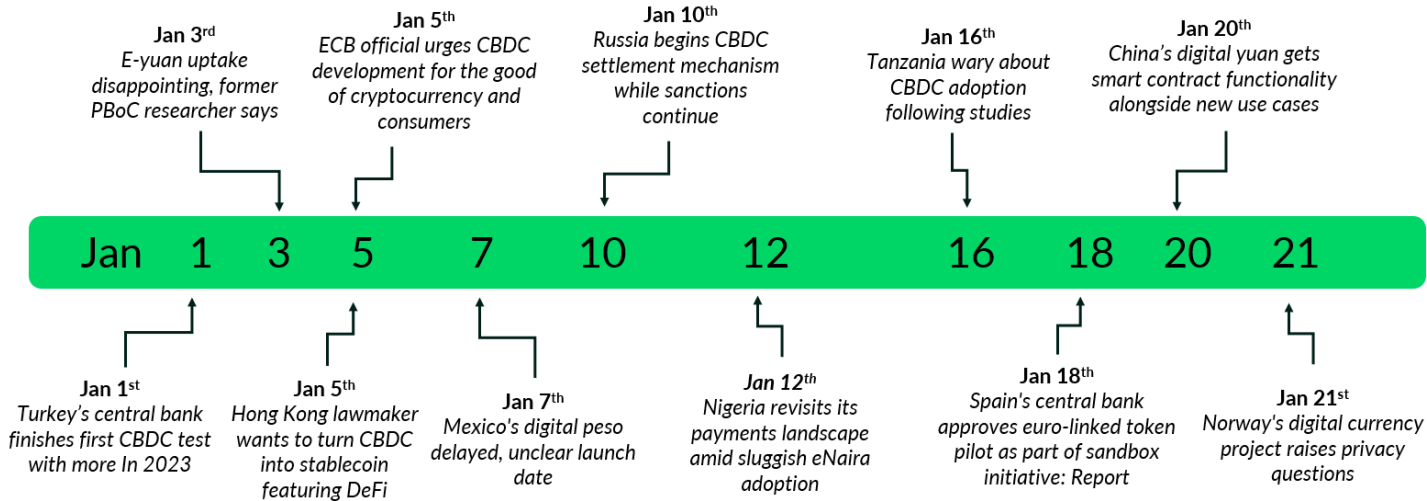 Jan 3rd
E-yuan uptake
disappointing, former
PBoC researcher says
Jan 5th
ECB official urges CBDC
development for the good
of cryptocurrency and
consumers
Jan 10th
Russia begins CBDC
settlement mechanism
while sanctions
continue
Jan 16th
Tanzania wary about
CBDC adoption
following studies
Jan 20th
China's digital yuan gets
smart contract functionality
alongside new use cases
Jan 1 3 5 7 10 12 16 18 20 21
Jan 1st
Turkey's central bank
finishes first CBDC test
with more In 2023
Jan 5th
Hong Kong lawmaker
wants to turn CBDC
into stablecoin
featuring DeFi
Jan 7th
Mexico's digital peso
delayed, unclear launch
date
Jan 12th
Nigeria revisits its
payments landscape
amid sluggish eNaira
adoption
Jan 18th
Spain's central bank
approves euro-linked token
pilot as part of sandbox
initiative: Report
Jan 21st
Norway's digital currency
project raises privacy
questions